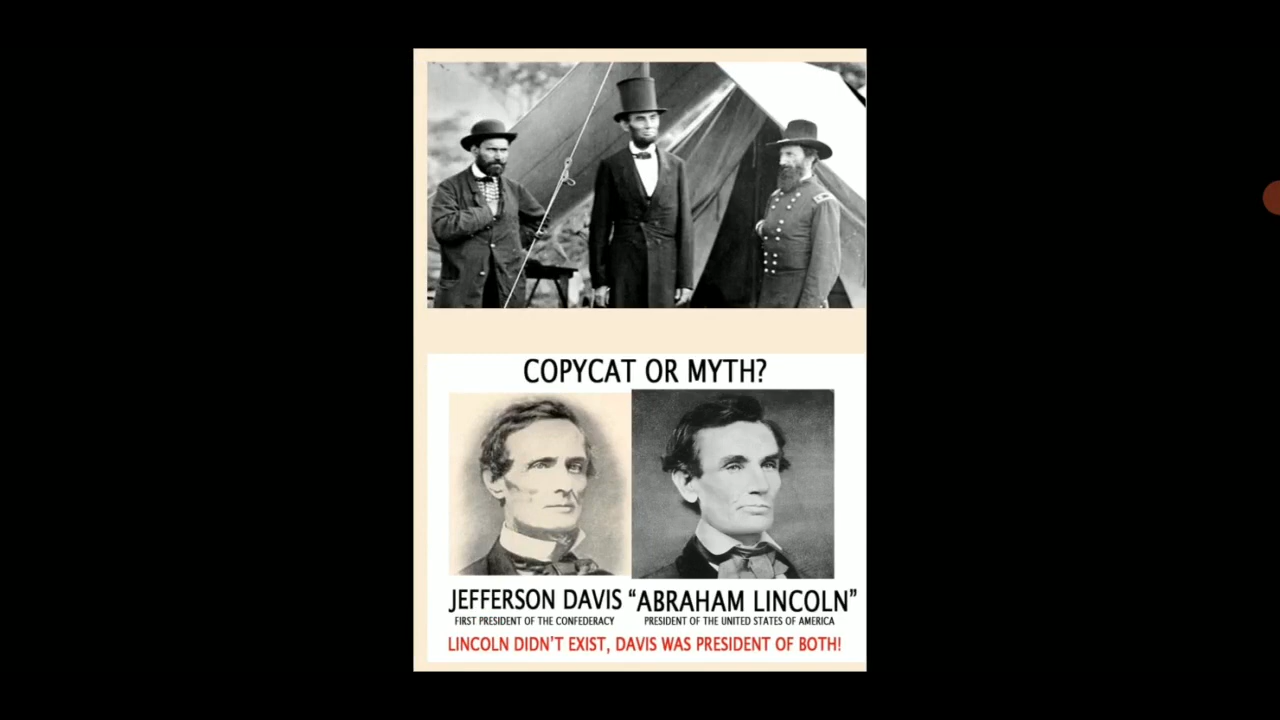 COPYCAT OR MYTH?
JEFFERSON DAVIS “ABRAHAM LINCOLN”
FIRST PRESIDENT OF THE CONFEDERACY PRESIDENT OF THE UNITED STATES OF AMERICA
LINCOLN DIDN’T EXIST, DAVIS WAS PRESIDENT OF BOTH!